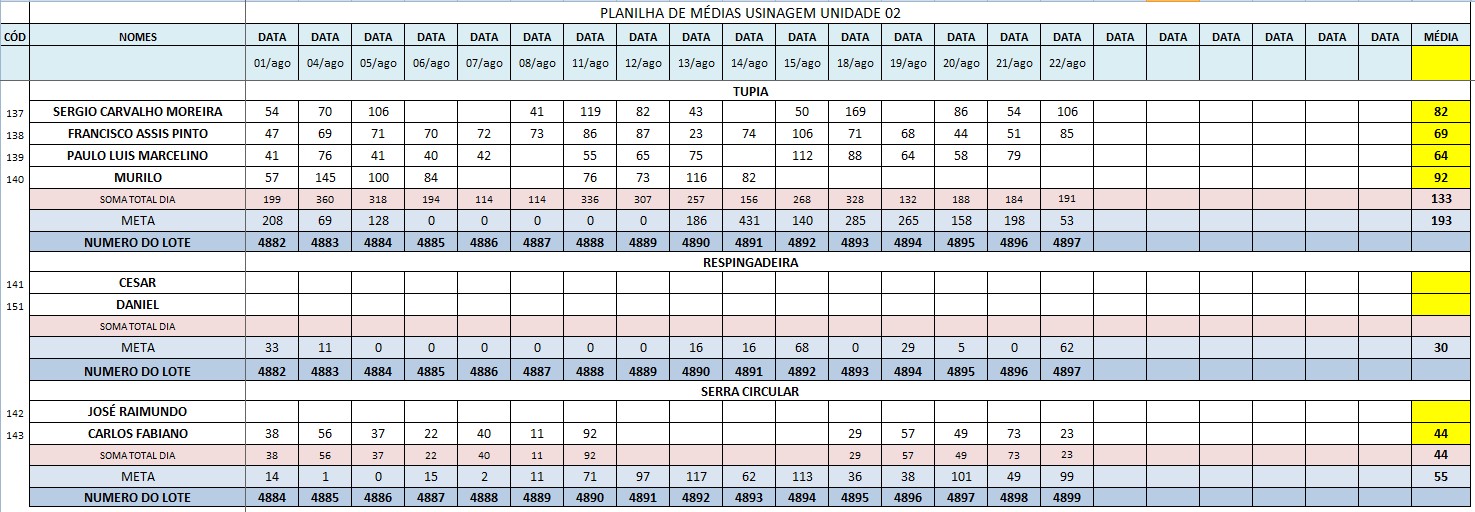 PLANILHA DE MÉDIAS USINAGEM UNIDADE 02
CÓD NOMES DATA DATA DATA DATA DATA DATA DATA DATA DATA DATA DATA DATA DATA DATA DATA DATA DATA DATA DATA DATA DATA DATA MÉDIA
01/ago 04/ago 05/ago 06/ago 07/ago 08/ago 11/ago 12/ago 13/ago 14/ago 15/ago 18/ago 19/ago 20/ago 21/ago 22/ago
TUPIA
137 SERGIO CARVALHO MOREIRA 54 70 106 41 119 82 43 50 169 86 54 106 82
138 FRANCISCO ASSIS PINTO 47 69 71 70 72 73 86 87 23 74 106 71 68 44 51 85 69
139 PAULO LUIS MARCELINO 41 76 41 40 42 55 65 75 112 88 64 58 79 64
140 MURILO 57 145 100 84 76 73 116 82 92
SOMA TOTAL DIA 199 360 318 194 114 114 336 307 257 156 268 328 132 188 184 191 133
META 208 69 128 0 0 0 0 0 186 431 140 285 265 158 198 53 193
NUMERO DO LOTE 4882 4883 4884 4885 4886 4887 4888 4889 4890 4891 4892 4893 4894 4895 4896 4897
RESPINGADEIRA
141 CESAR
151 DANIEL
SOMA TOTAL DIA
META 33 11 0 0 0 0 0 0 16 16 68 0 29 5 0 62 30
NUMERO DO LOTE 4882 4883 4884 4885 4886 4887 4888 4889 4890 4891 4892 4893 4894 4895 4896 4897
SERRA CIRCULAR
142 JOSÉ RAIMUNDO
143 CARLOS FABIANO 38 56 37 22 40 11 92 29 57 49 73 23 44
SOMA TOTAL DIA 38 56 37 22 40 11 92 29 57 49 73 23 44
META 14 1 0 15 2 11 71 97 117 62 113 36 38 101 49 99 55
NUMERO DO LOTE 4884 4885 4886 4887 4888 4889 4890 4891 4892 4893 4894 4895 4896 4897 4898 4899